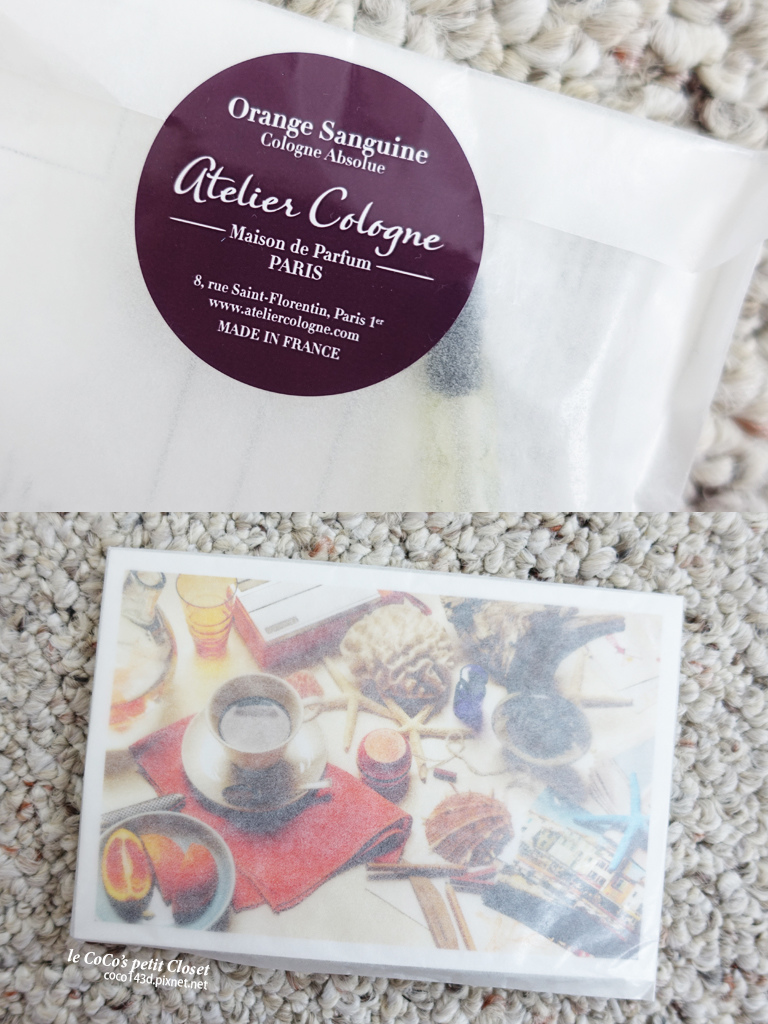 Orange Sanguine
Cologne Absolue
Atelier Cologne
Maison de Parfum
PARIS
8, rue Saint-Florentin, Paris 1er
www.ateliercologne.com
MADE IN FRANCE
le CoCo's petit Closet
coco143d.pixnet.net